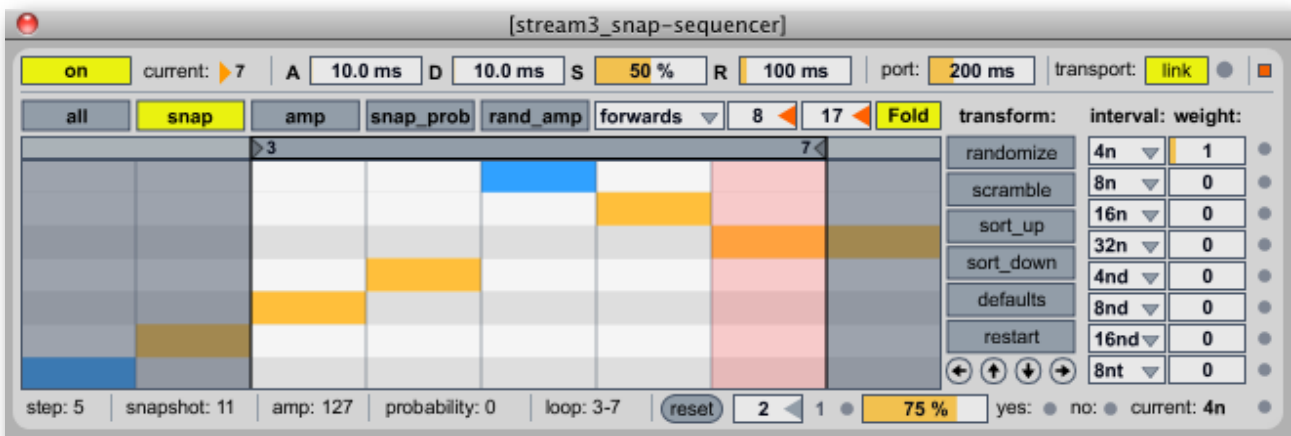 [stream3_snap-sequencer]
on current: 7 A 10.0 ms D 10.0 ms S 50 % R 100 ms port: 200 ms transport: link
all snap amp snap_prob rand_amp forwards 8 17 Fold transform: interval: weight:
3 7
randomize 4n 1
scramble 8n 0
sort_up 16n 0
sort_down 32n 0
defaults 4nd 0
restart 8nd 0
16nd 0
8nt 0
step: 5 snapshot: 11 amp: 127 probability: 0 loop: 3-7 reset 2 1 75 % yes: no: current: 4n